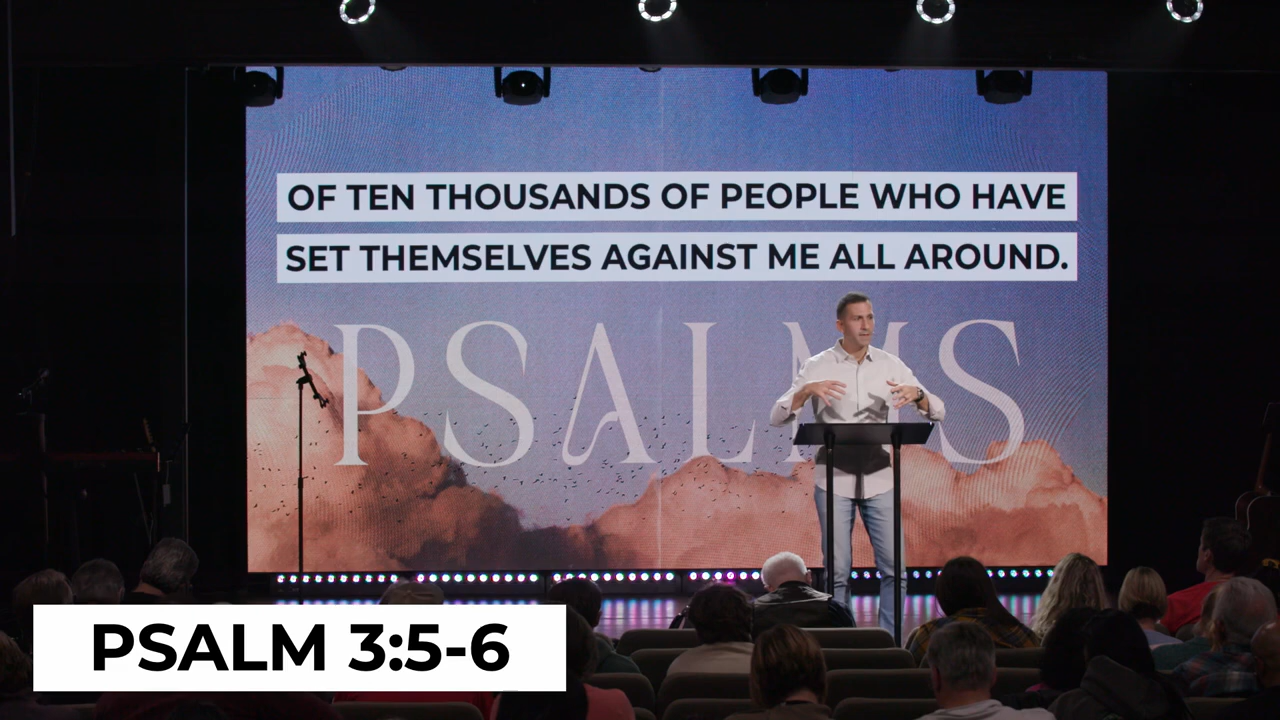 OF TEN THOUSANDS OF PEOPLE WHO HAVE
SET THEMSELVES AGAINST ME ALL AROUND.
PSALMS
PSALM 3:5-6